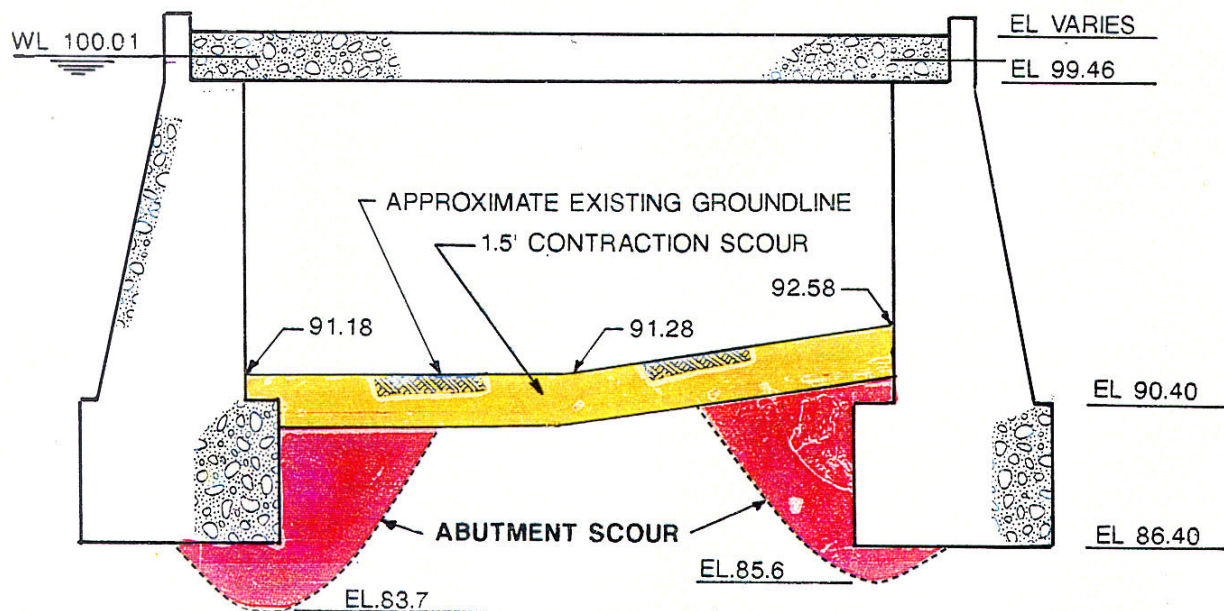 WL 100.01
EL VARIES
EL 99.46
APPROXIMATE EXISTING GROUNDLINE
1.5' CONTRACTION SCOUR
92.58
91.18
91.28
EL 90.40
ABUTMENT SCOUR
EL 86.40
EL.85.6
EL.83.7